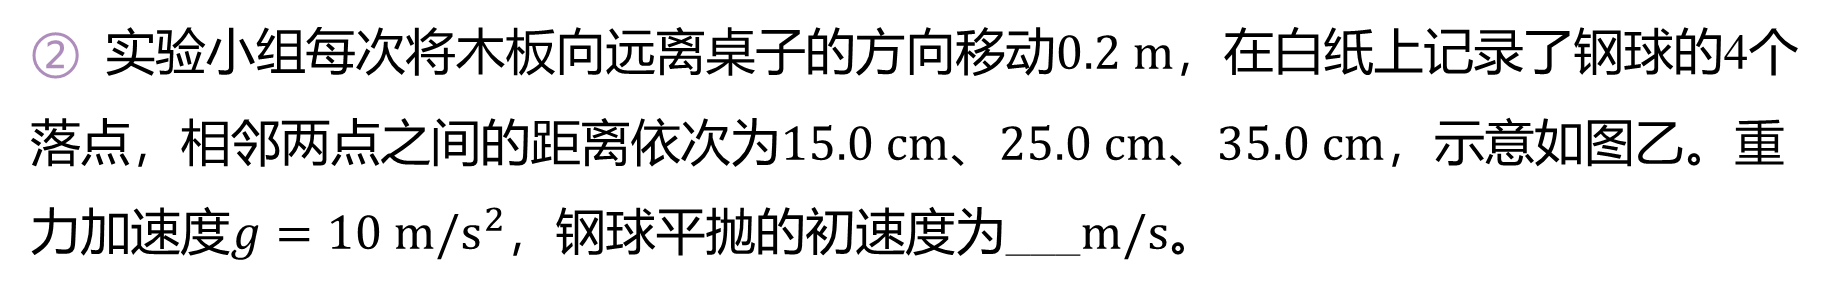 ② 实验小组每次将木板向远离桌子的方向移动0.2 m，在白纸上记录了钢球的4个
落点，相邻两点之间的距离依次为15.0 cm、25.0 cm、35.0 cm，示意如图乙。重
力加速度g = 10 m/s²，钢球平抛的初速度为___m/s。